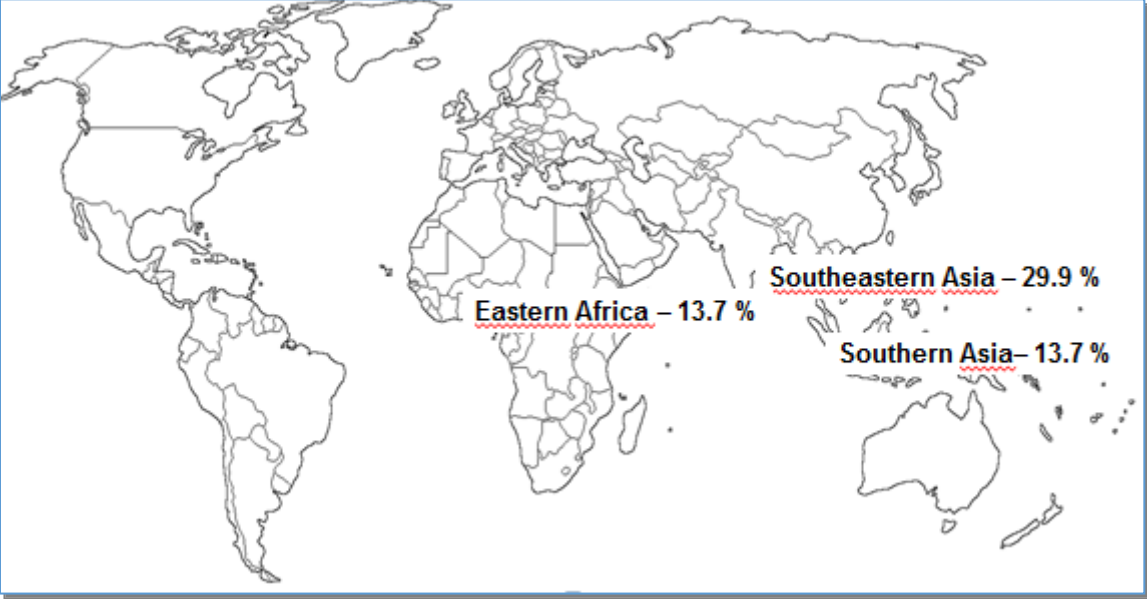 Southeastern Asia – 29.9 %
Eastern Africa – 13.7 %
Southern Asia– 13.7 %